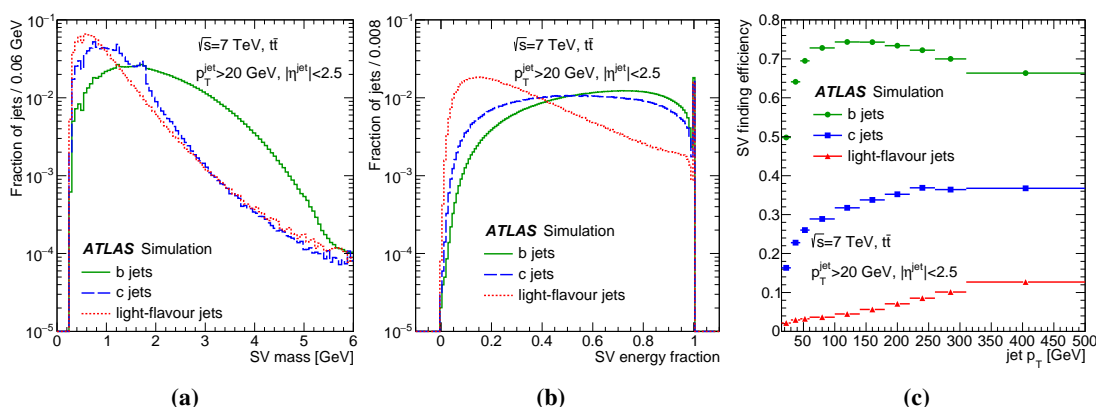 Fraction of jets / 0.06 GeV
10⁻¹
10⁻²
10⁻³
10⁻⁴
10⁻⁵
√s=7 TeV, tt̄
p_T^jet>20 GeV, |η^jet|<2.5
ATLAS Simulation
b jets
c jets
light-flavour jets
0 1 2 3 4 5 6
SV mass [GeV]
(a)
Fraction of jets / 0.008
10⁻¹
10⁻²
10⁻³
10⁻⁴
10⁻⁵
√s=7 TeV, tt̄
p_T^jet>20 GeV, |η^jet|<2.5
ATLAS Simulation
b jets
c jets
light-flavour jets
0 0.2 0.4 0.6 0.8 1
SV energy fraction
(b)
SV finding efficiency
0.8
0.7
0.6
0.5
0.4
0.3
0.2
0.1
0
ATLAS Simulation
b jets
c jets
light-flavour jets
√s=7 TeV, tt̄
p_T^jet>20 GeV, |η^jet|<2.5
50 100 150 200 250 300 350 400 450 500
jet p_T [GeV]
(c)